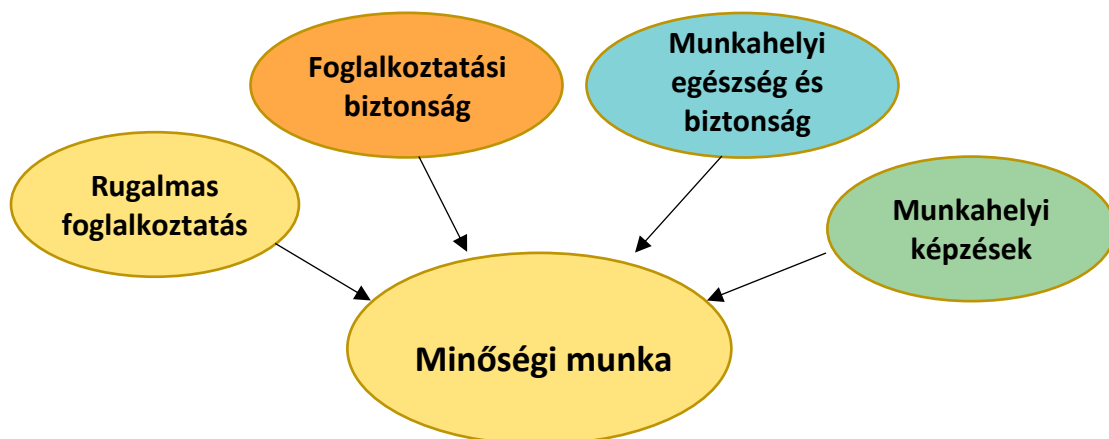 Foglalkoztatási
biztonság
Munkahelyi
egészség és
biztonság
Rugalmas
foglalkoztatás
Munkahelyi
képzések
Minőségi munka